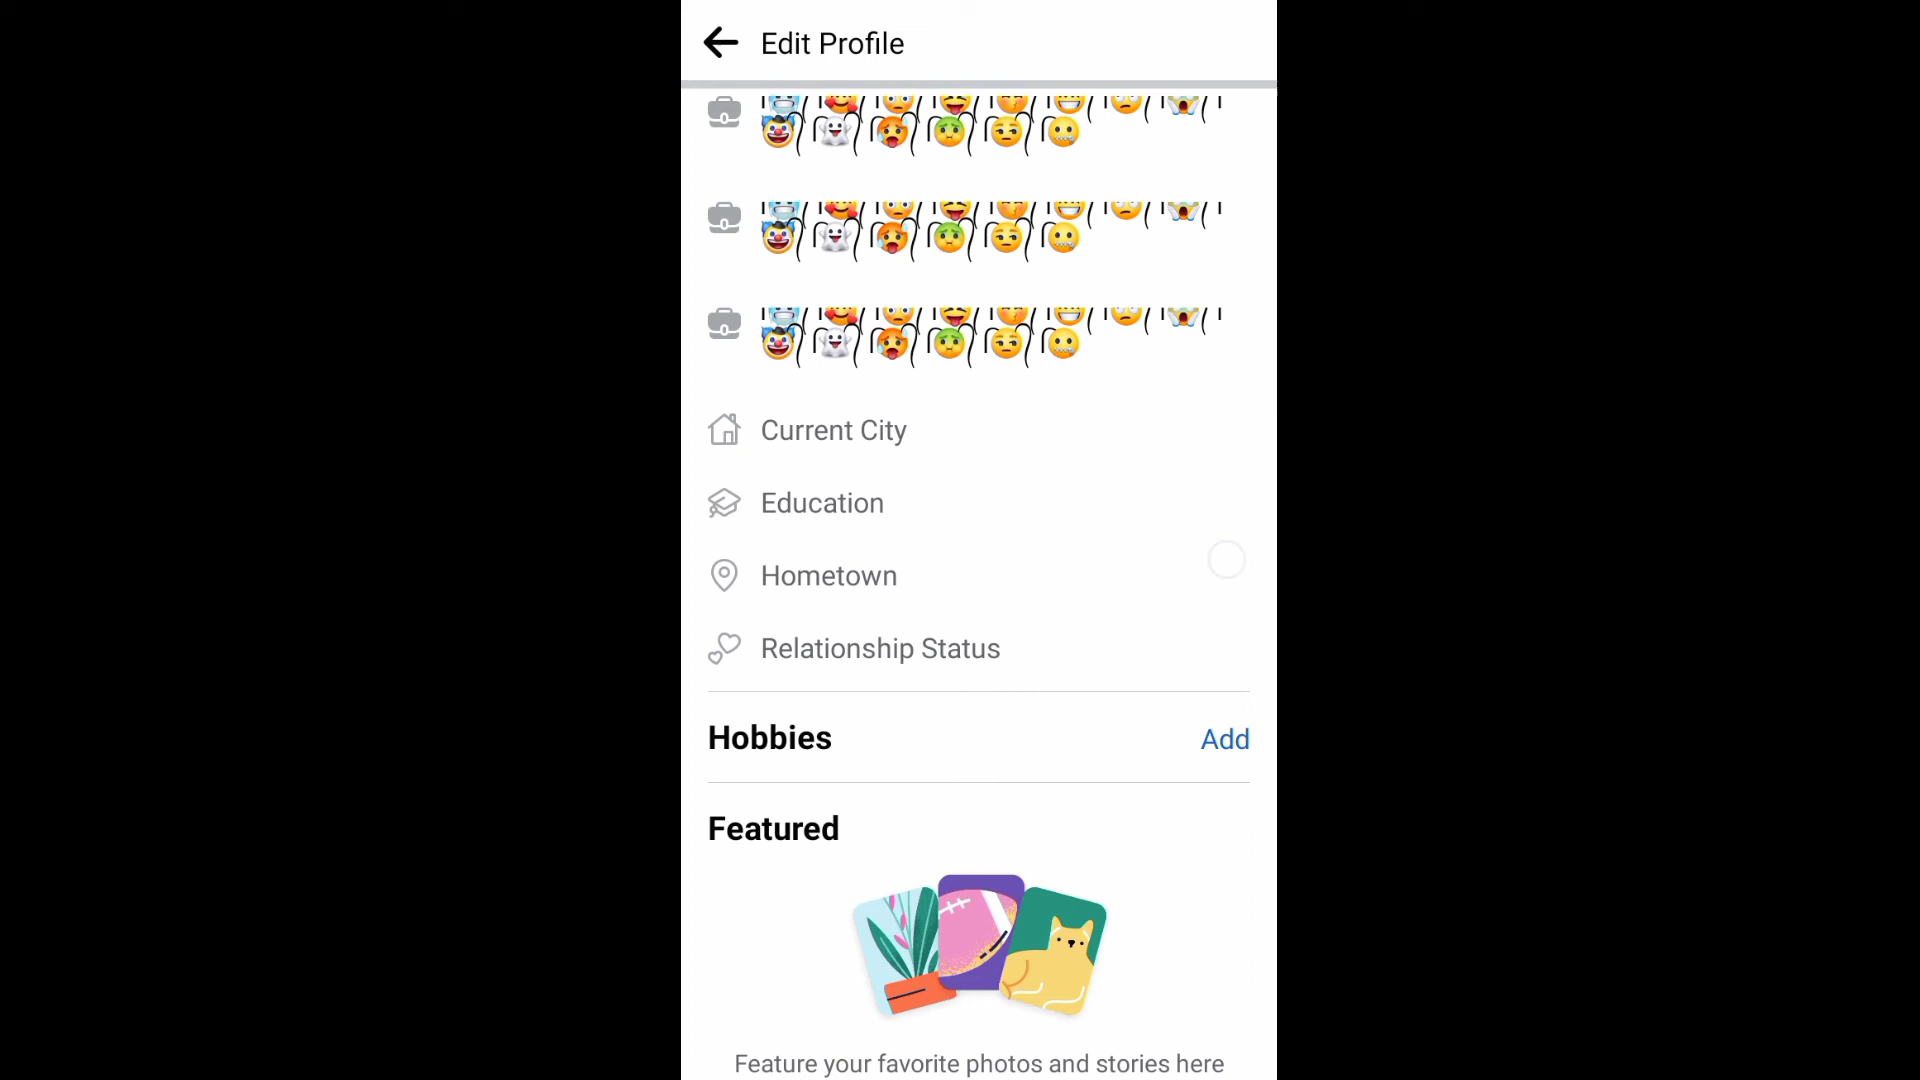 Edit Profile
Current City
Education
Hometown
Relationship Status
Hobbies
Add
Featured
Feature your favorite photos and stories here